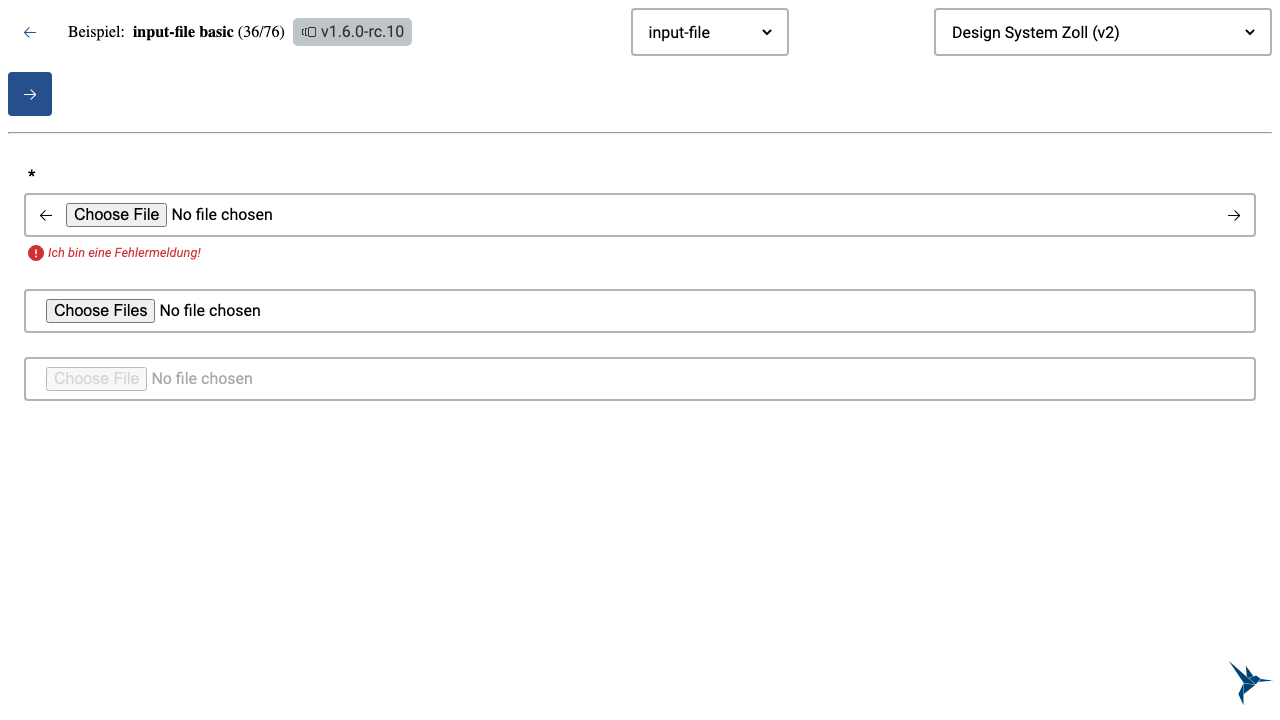 Beispiel: input-file basic (36/76) v1.6.0-rc.10 input-file Design System Zoll (v2)
*
Choose File No file chosen
Ich bin eine Fehlermeldung!
Choose Files No file chosen
Choose File No file chosen